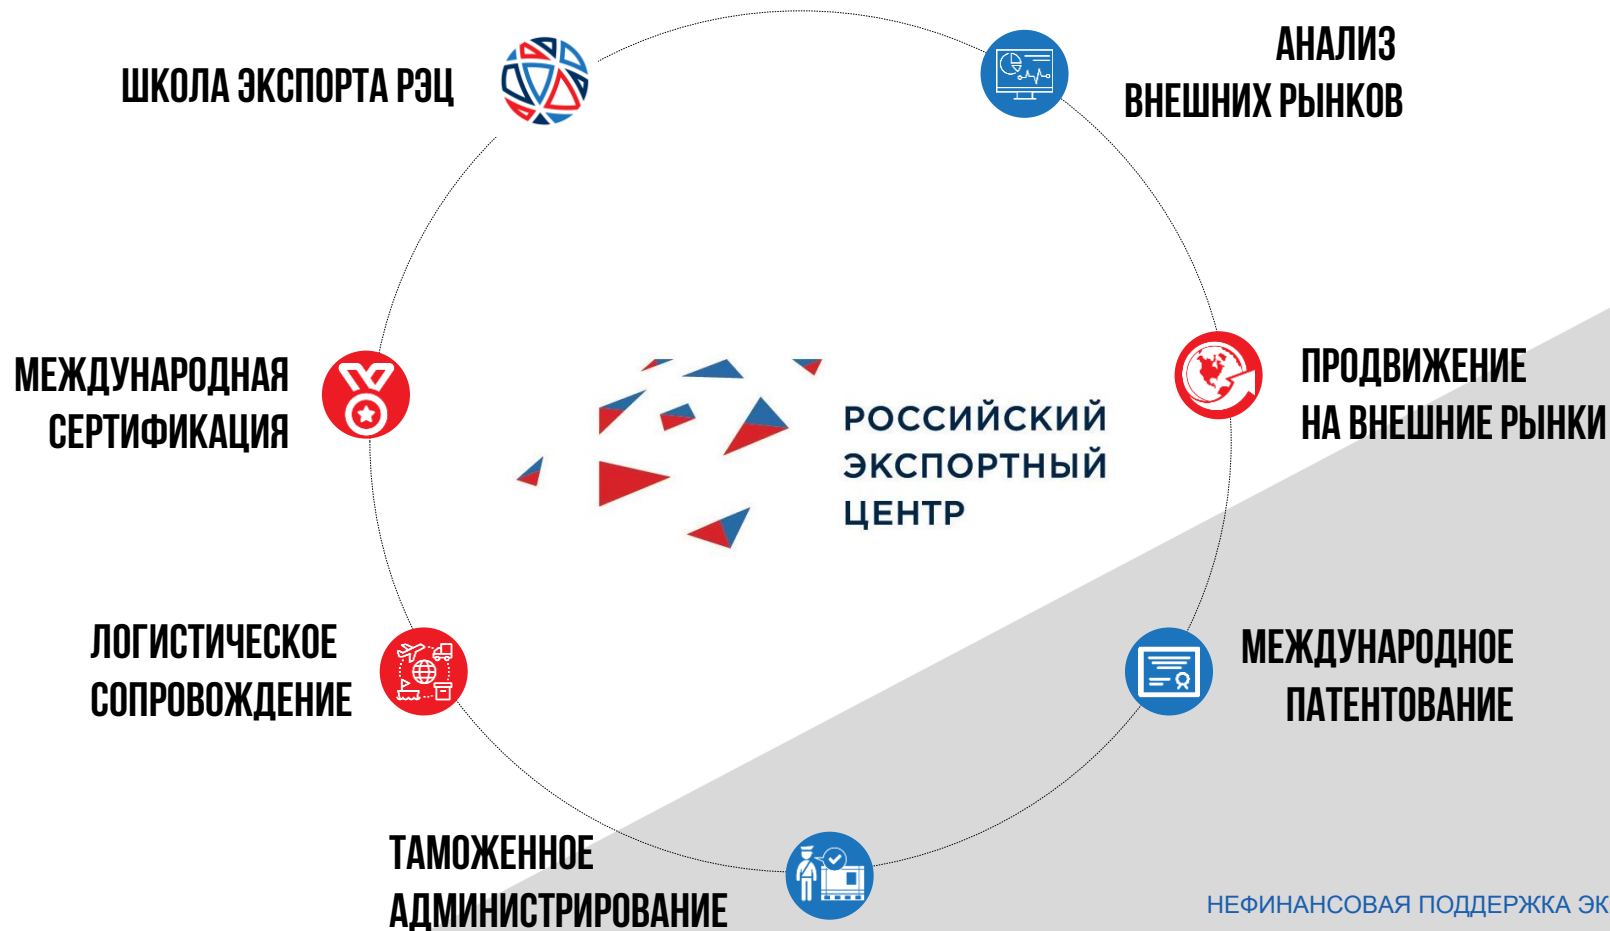 ШКОЛА ЭКСПОРТА РЭЦ
АНАЛИЗ
ВНЕШНИХ РЫНКОВ
МЕЖДУНАРОДНАЯ
СЕРТИФИКАЦИЯ
РОССИЙСКИЙ
ЭКСПОРТНЫЙ
ЦЕНТР
ПРОДВИЖЕНИЕ
НА ВНЕШНИЕ РЫНКИ
ЛОГИСТИЧЕСКОЕ
СОПРОВОЖДЕНИЕ
МЕЖДУНАРОДНОЕ
ПАТЕНТОВАНИЕ
ТАМОЖЕННОЕ
АДМИНИСТРИРОВАНИЕ
НЕФИНАНСОВАЯ ПОДДЕРЖКА ЭК